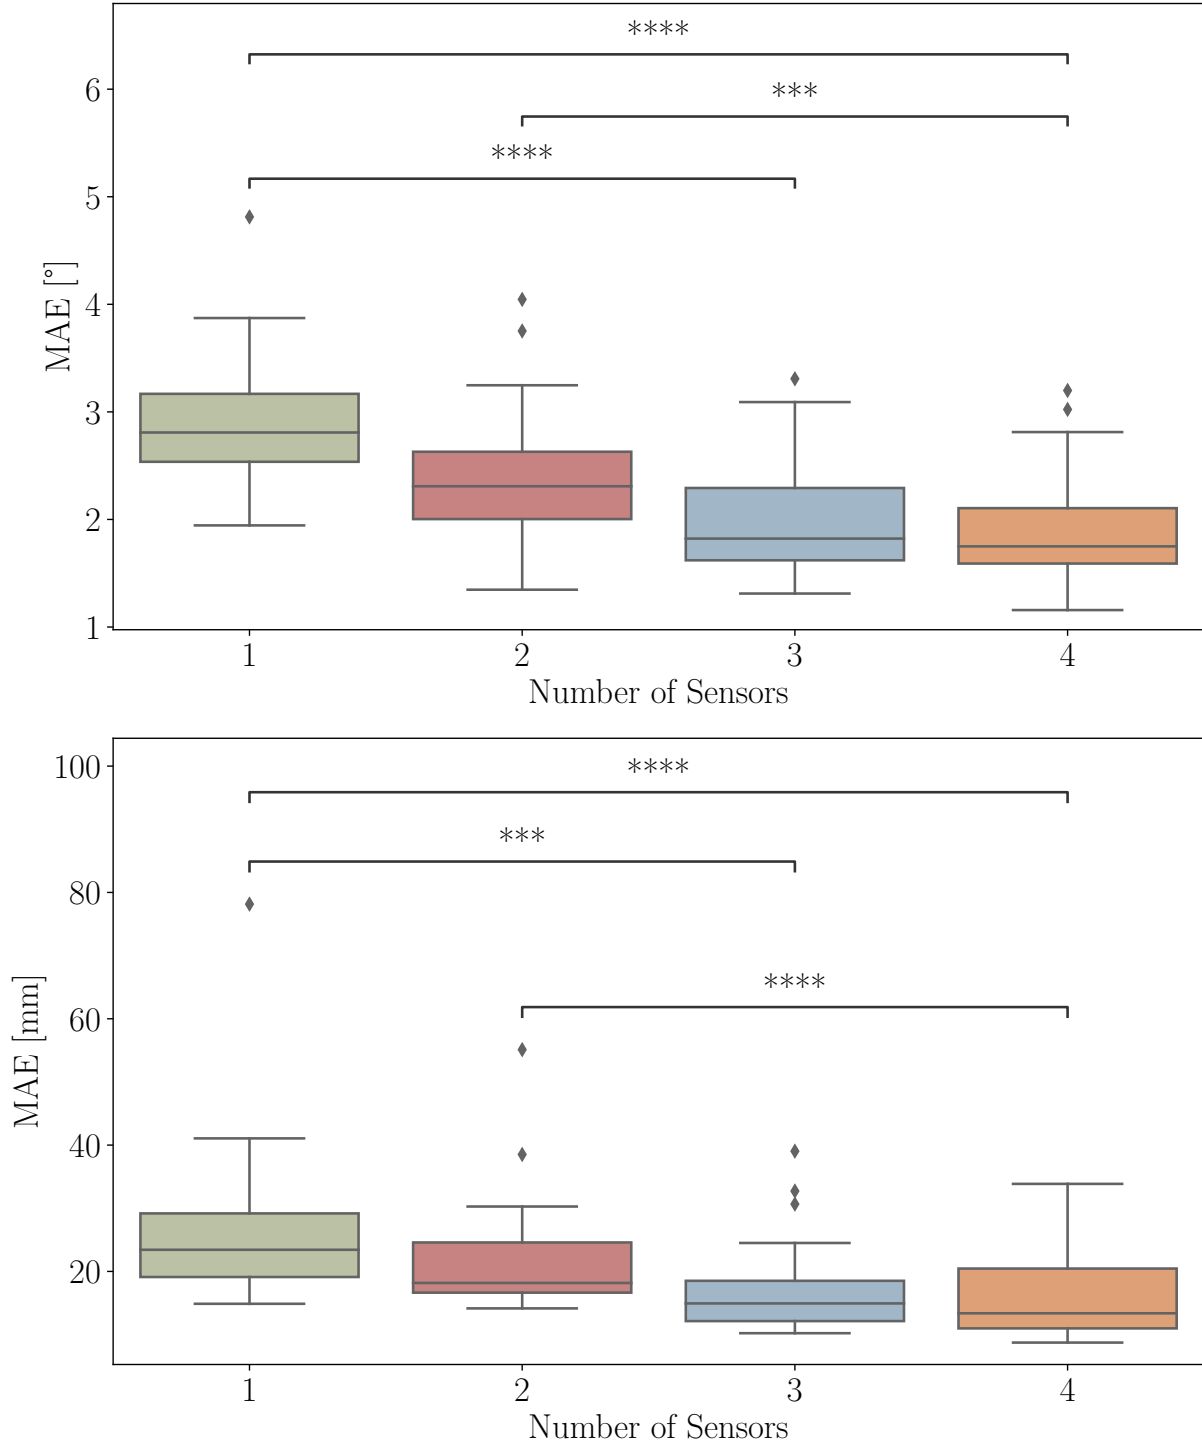 ****
6
***
****
5
MAE [°]
4
3
2
1
1 2 3 4
Number of Sensors
100
****
***
80
****
MAE [mm]
60
40
20
1 2 3 4
Number of Sensors